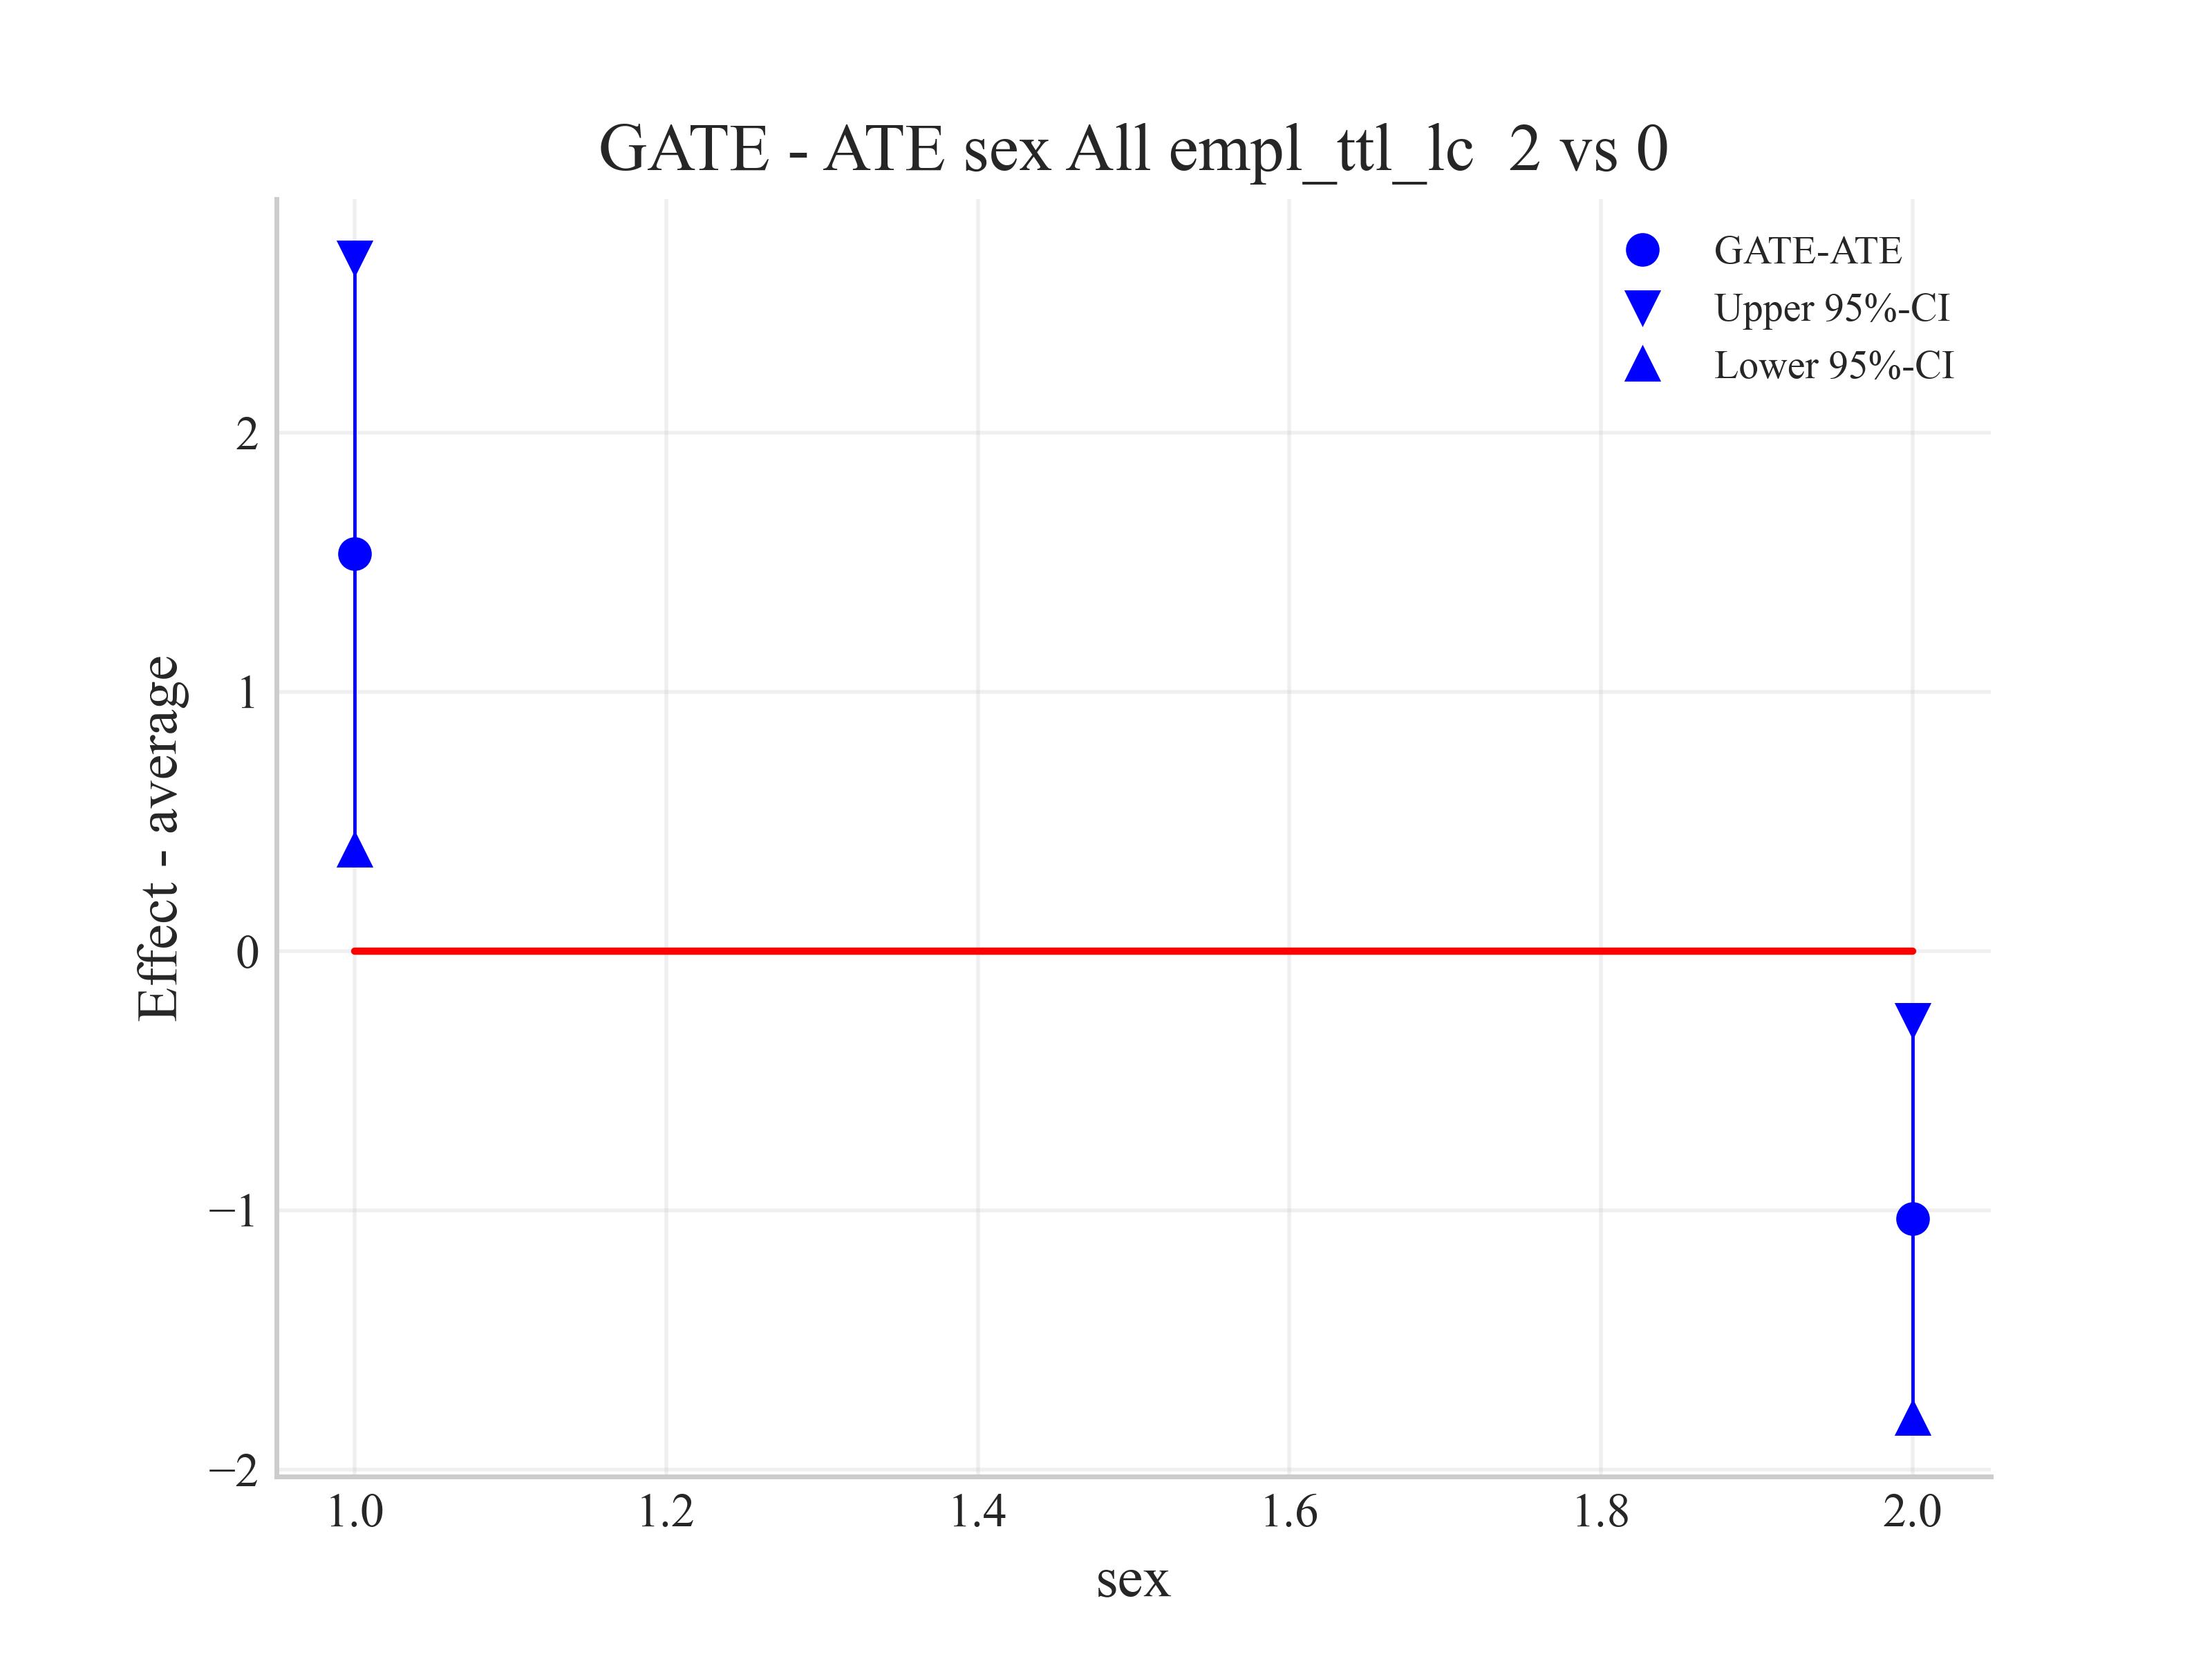 GATE - ATE sex All empl_ttl_lc  2 vs 0
GATE-ATE
Upper 95%-CI
Lower 95%-CI
Effect - average
2
1
0
−1
−2
1.0 1.2 1.4 1.6 1.8 2.0
sex